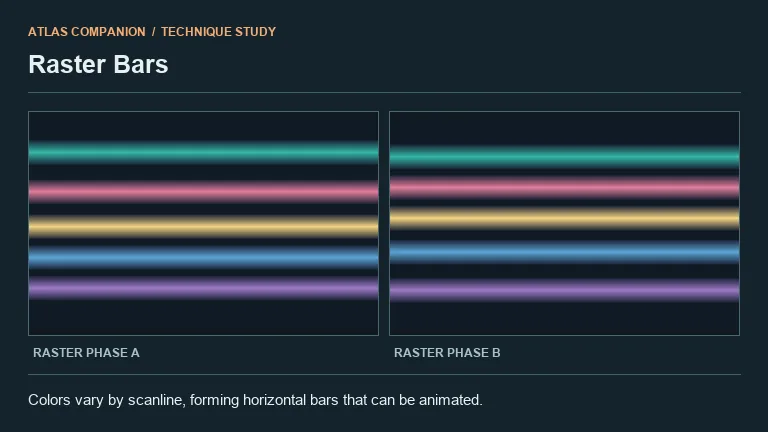 ATLAS COMPANION / TECHNIQUE STUDY
Raster Bars
RASTER PHASE A
RASTER PHASE B
Colors vary by scanline, forming horizontal bars that can be animated.